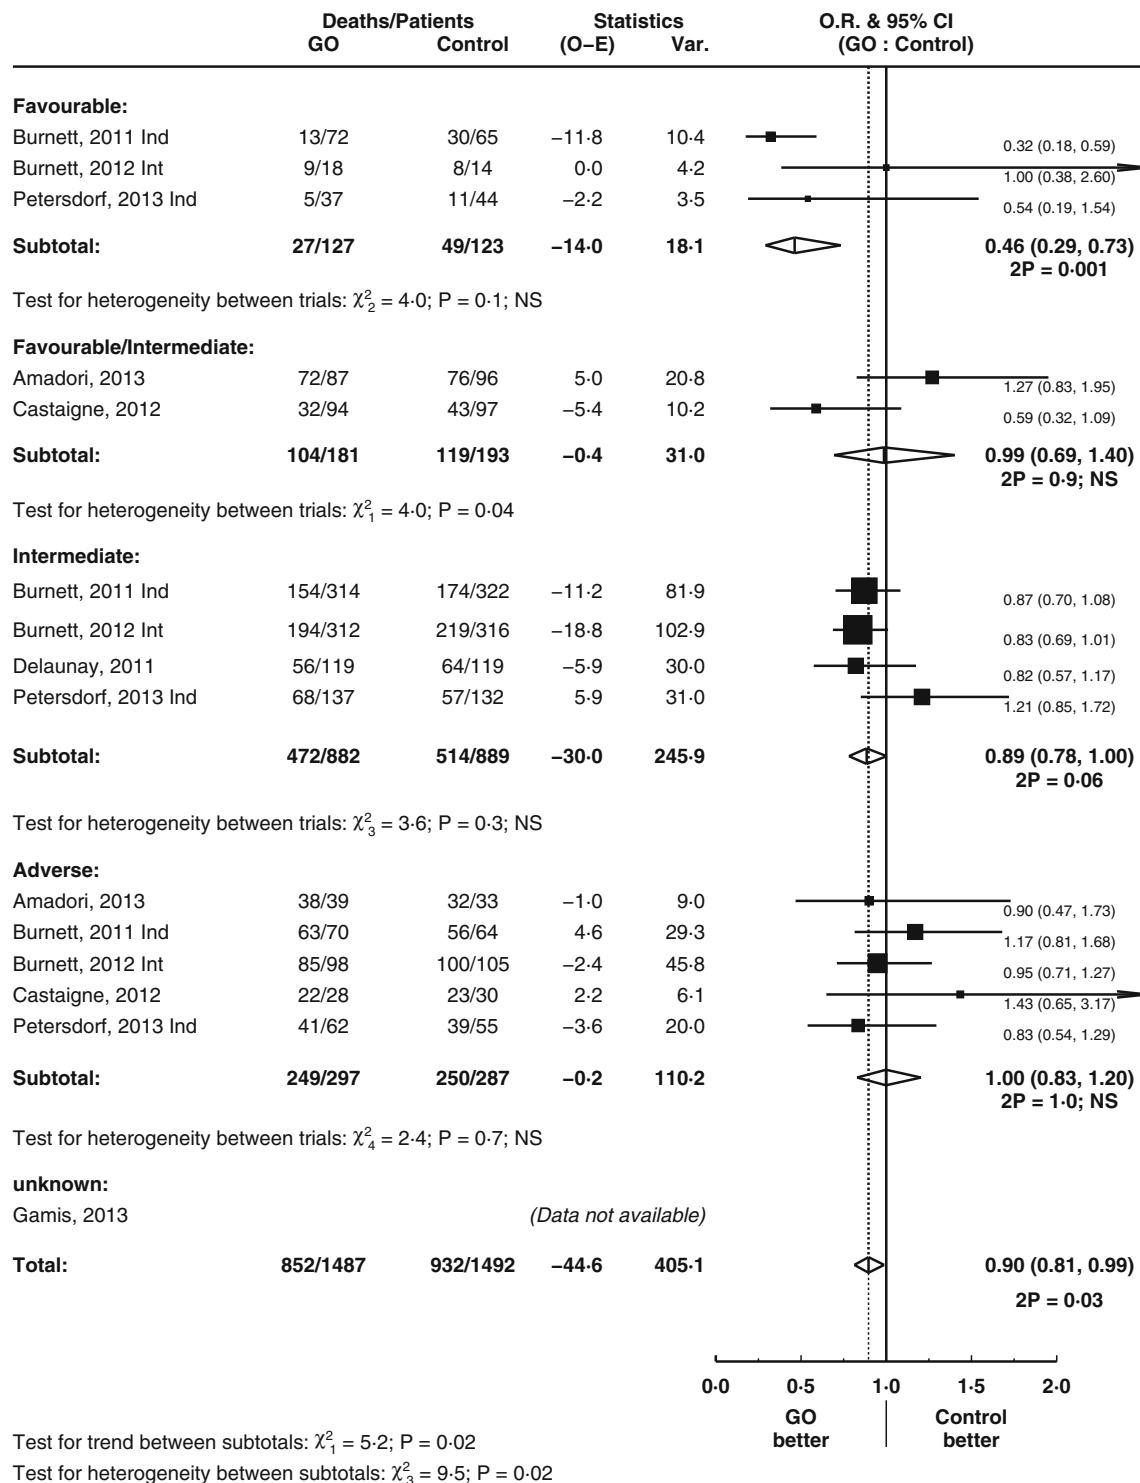 Deaths/Patients Statistics O.R. & 95% CI
GO Control (O–E) Var. (GO : Control)
Favourable:
Burnett, 2011 Ind 13/72 30/65 –11·8 10·4 0.32 (0.18, 0.59)
Burnett, 2012 Int 9/18 8/14 0·0 4·2 1.00 (0.38, 2.60)
Petersdorf, 2013 Ind 5/37 11/44 –2·2 3·5 0.54 (0.19, 1.54)
Subtotal: 27/127 49/123 –14·0 18·1 0.46 (0.29, 0.73)
2P = 0·001
Test for heterogeneity between trials: χ²₂ = 4·0; P = 0·1; NS
Favourable/Intermediate:
Amadori, 2013 72/87 76/96 5·0 20·8 1.27 (0.83, 1.95)
Castaigne, 2012 32/94 43/97 –5·4 10·2 0.59 (0.32, 1.09)
Subtotal: 104/181 119/193 –0·4 31·0 0.99 (0.69, 1.40)
2P = 0·9; NS
Test for heterogeneity between trials: χ²₁ = 4·0; P = 0·04
Intermediate:
Burnett, 2011 Ind 154/314 174/322 –11·2 81·9 0.87 (0.70, 1.08)
Burnett, 2012 Int 194/312 219/316 –18·8 102·9 0.83 (0.69, 1.01)
Delaunay, 2011 56/119 64/119 –5·9 30·0 0.82 (0.57, 1.17)
Petersdorf, 2013 Ind 68/137 57/132 5·9 31·0 1.21 (0.85, 1.72)
Subtotal: 472/882 514/889 –30·0 245·9 0.89 (0.78, 1.00)
2P = 0·06
Test for heterogeneity between trials: χ²₃ = 3·6; P = 0·3; NS
Adverse:
Amadori, 2013 38/39 32/33 –1·0 9·0 0.90 (0.47, 1.73)
Burnett, 2011 Ind 63/70 56/64 4·6 29·3 1.17 (0.81, 1.68)
Burnett, 2012 Int 85/98 100/105 –2·4 45·8 0.95 (0.71, 1.27)
Castaigne, 2012 22/28 23/30 2·2 6·1 1.43 (0.65, 3.17)
Petersdorf, 2013 Ind 41/62 39/55 –3·6 20·0 0.83 (0.54, 1.29)
Subtotal: 249/297 250/287 –0·2 110·2 1.00 (0.83, 1.20)
2P = 1·0; NS
Test for heterogeneity between trials: χ²₄ = 2·4; P = 0·7; NS
unknown:
Gamis, 2013 (Data not available)
Total: 852/1487 932/1492 –44·6 405·1 0.90 (0.81, 0.99)
2P = 0·03
0·0 0·5 1·0 1·5 2·0
GO Control
better better
Test for trend between subtotals: χ²₁ = 5·2; P = 0·02
Test for heterogeneity between subtotals: χ²₃ = 9·5; P = 0·02